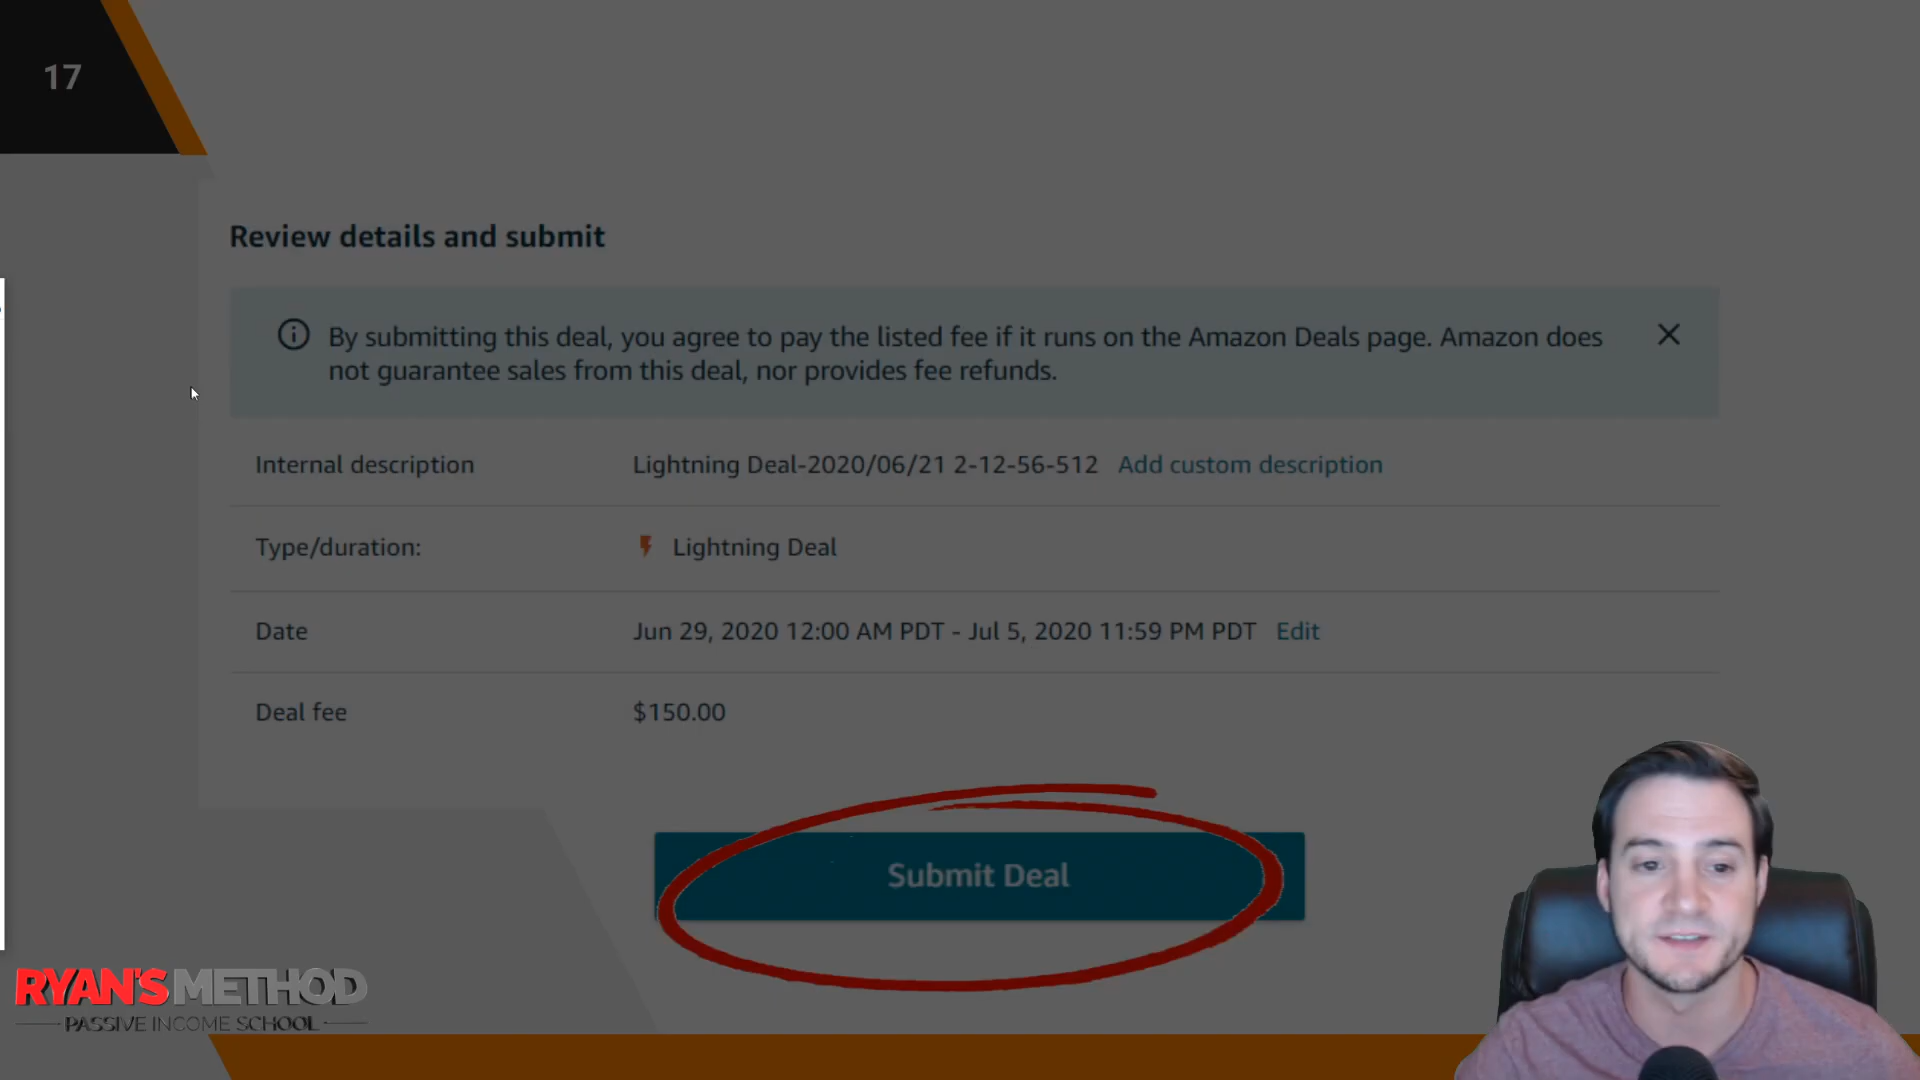 17
Review details and submit
By submitting this deal, you agree to pay the listed fee if it runs on the Amazon Deals page. Amazon does
not guarantee sales from this deal, nor provides fee refunds.
Internal description Lightning Deal-2020/06/21 2-12-56-512 Add custom description
Type/duration: Lightning Deal
Date Jun 29, 2020 12:00 AM PDT - Jul 5, 2020 11:59 PM PDT Edit
Deal fee $150.00
Submit Deal
RYAN'S METHOD
PASSIVE INCOME SCHOOL